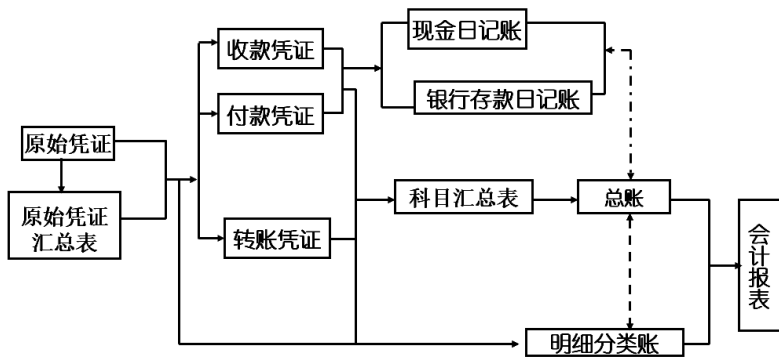 原始凭证
原始凭证
汇总表
收款凭证
付款凭证
转账凭证
现金日记账
银行存款日记账
科目汇总表
总账
明细分类账
会计报表